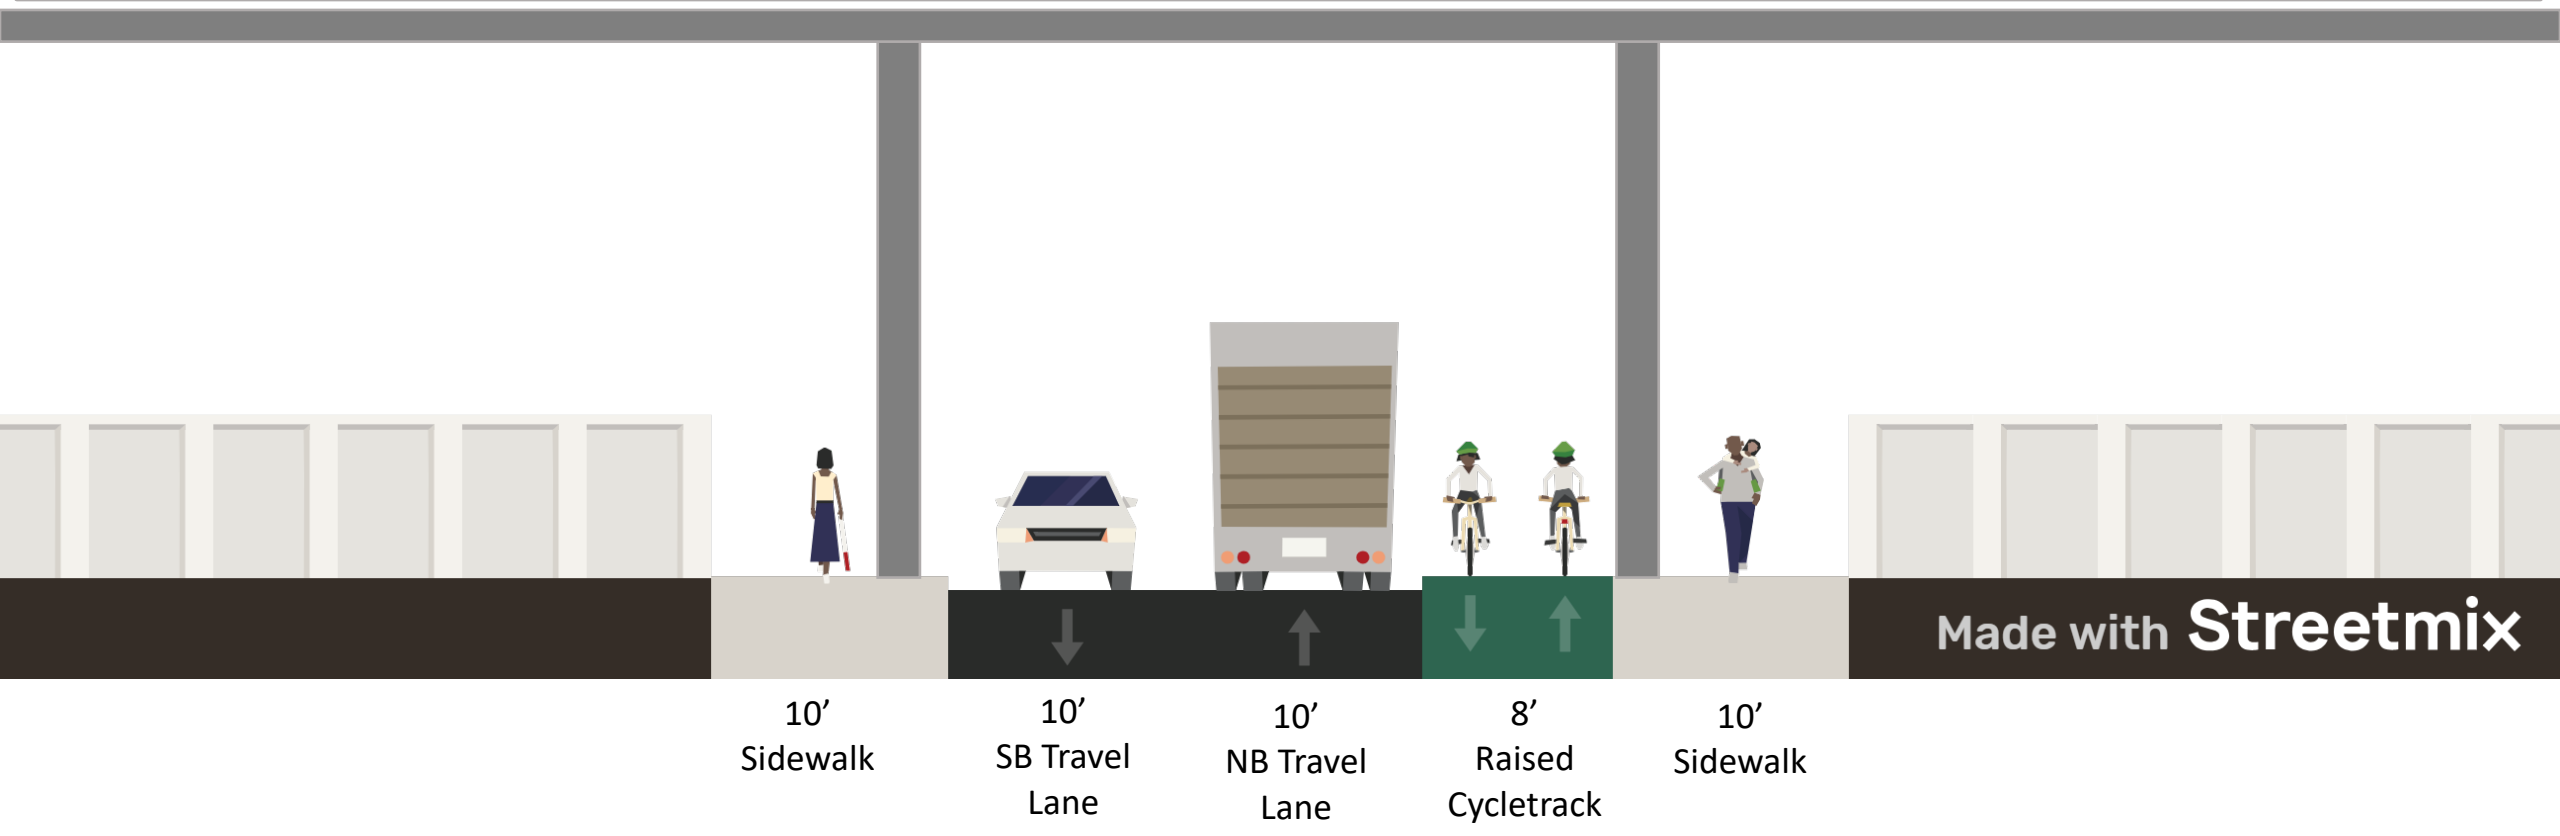 Made with Streetmix
10’
Sidewalk
10’
SB Travel
Lane
10’
NB Travel
Lane
8’
Raised
Cycletrack
10’
Sidewalk